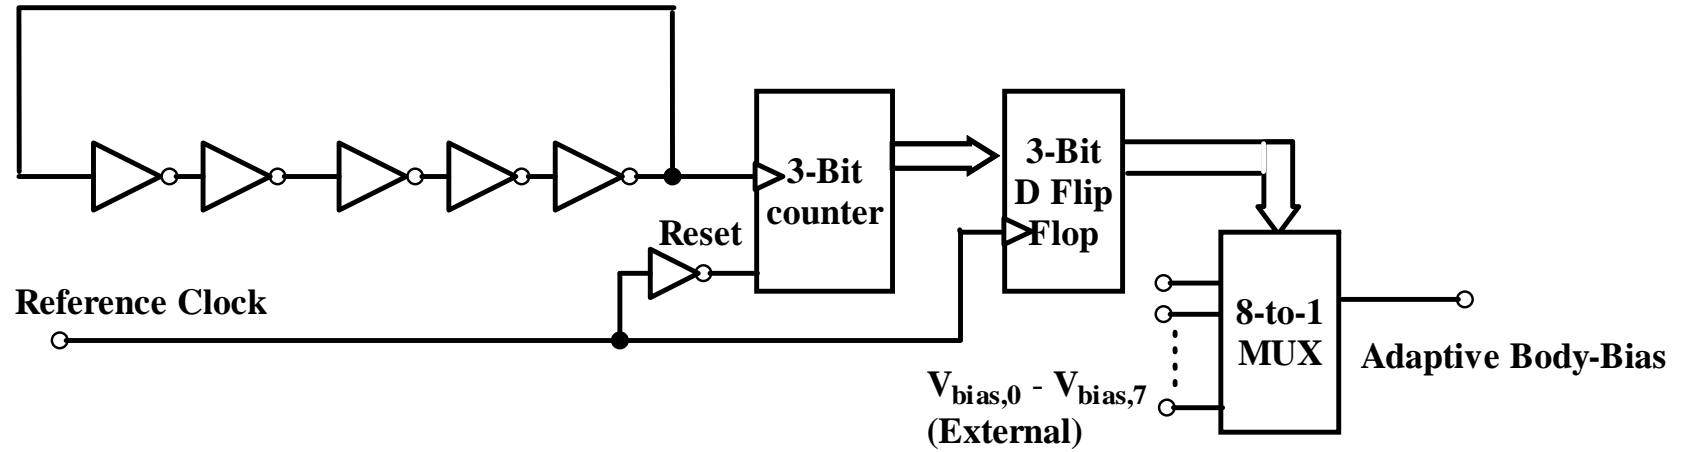 3-Bit
counter
3-Bit
D Flip
Flop
Reset
Reference Clock
8-to-1
MUX
Adaptive Body-Bias
Vbias,0 - Vbias,7
(External)